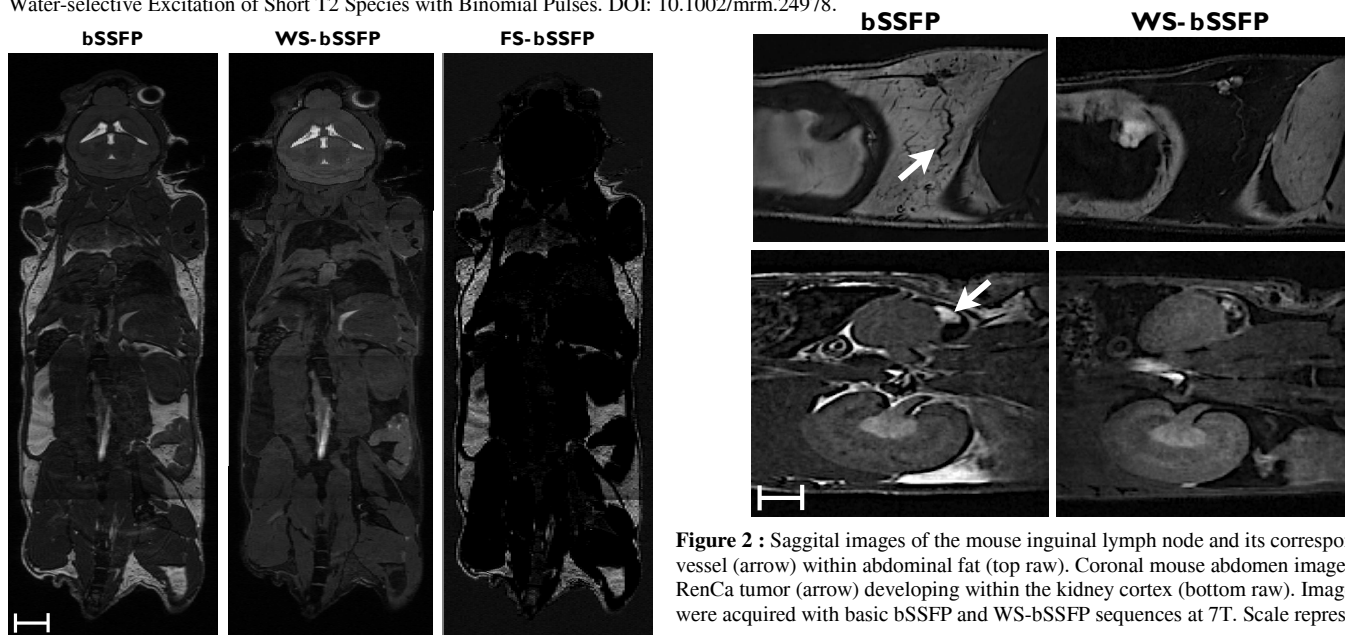 Water-selective Excitation of Short T2 Species with Binomial Pulses. DOI: 10.1002/mrm.24978.
bSSFP WS-bSSFP FS-bSSFP
bSSFP WS-bSSFP
Figure 2 : Saggital images of the mouse inguinal lymph node and its correspo
vessel (arrow) within abdominal fat (top raw). Coronal mouse abdomen image
RenCa tumor (arrow) developing within the kidney cortex (bottom raw). Imag
were acquired with basic bSSFP and WS-bSSFP sequences at 7T. Scale repres